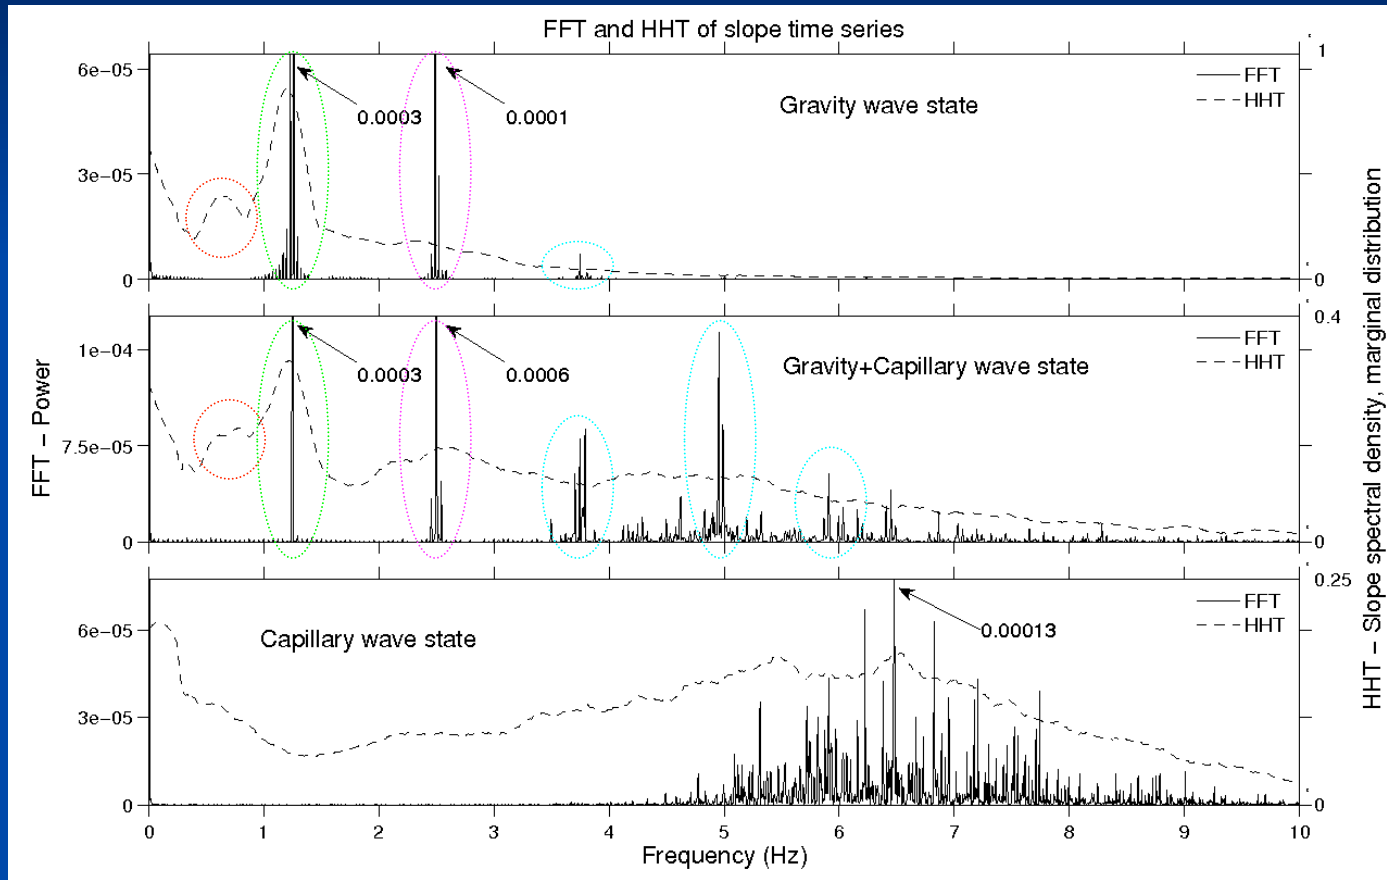 FFT and HHT of slope time series
6e−05
3e−05
0
1
0
0.0003
0.0001
Gravity wave state
FFT
HHT
1e−04
7.5e−05
0
0.4
0
0.0003
0.0006
Gravity+Capillary wave state
FFT
HHT
6e−05
3e−05
0
0.25
0
Capillary wave state
0.00013
FFT
HHT
0 1 2 3 4 5 6 7 8 9 10
Frequency (Hz)
FFT − Power
HHT − Slope spectral density, marginal distribution